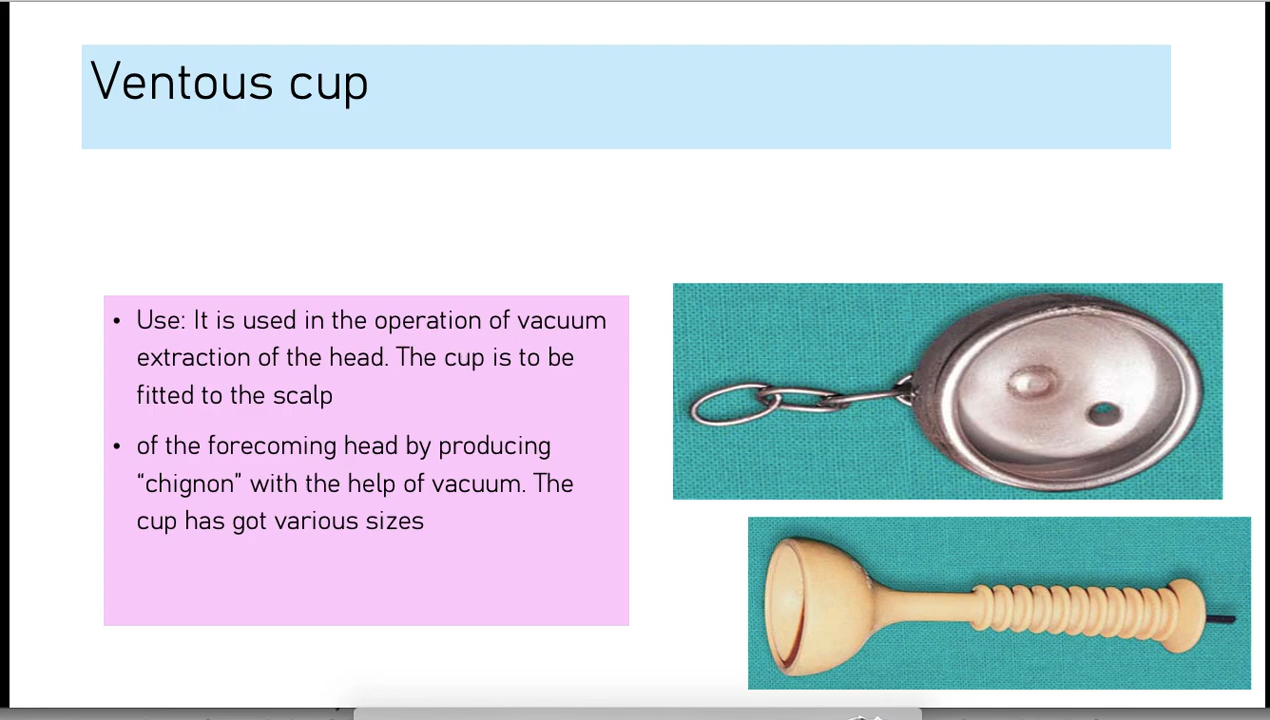 Ventous cup
• Use: It is used in the operation of vacuum
extraction of the head. The cup is to be
fitted to the scalp
• of the forecoming head by producing
“chignon” with the help of vacuum. The
cup has got various sizes